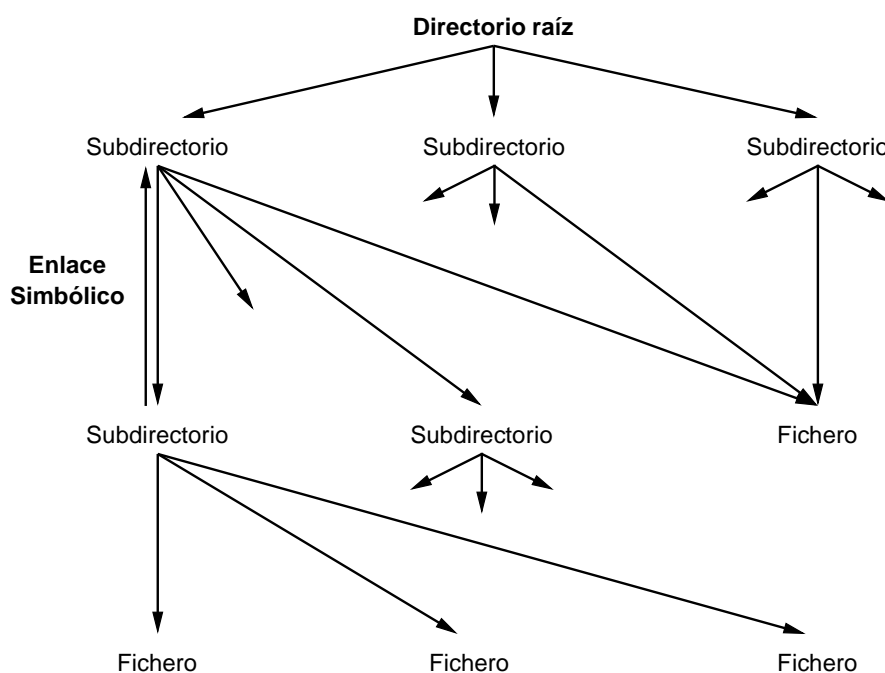 Directorio raíz
Subdirectorio Subdirectorio Subdirectorio
Enlace
Simbólico
Subdirectorio Subdirectorio Fichero
Fichero Fichero Fichero